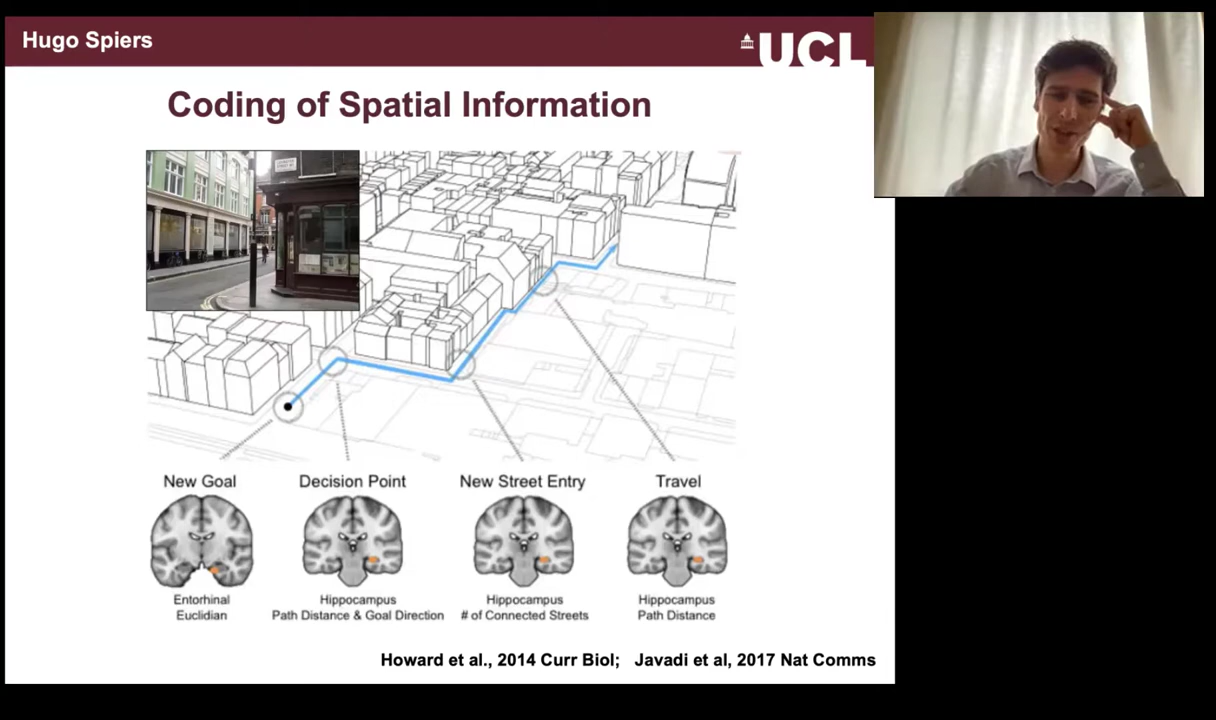 Hugo Spiers
UCL
Coding of Spatial Information
New Goal
Decision Point
New Street Entry
Travel
Entorhinal
Euclidian
Hippocampus
Path Distance & Goal Direction
Hippocampus
# of Connected Streets
Hippocampus
Path Distance
Howard et al., 2014 Curr Biol; Javadi et al, 2017 Nat Comms